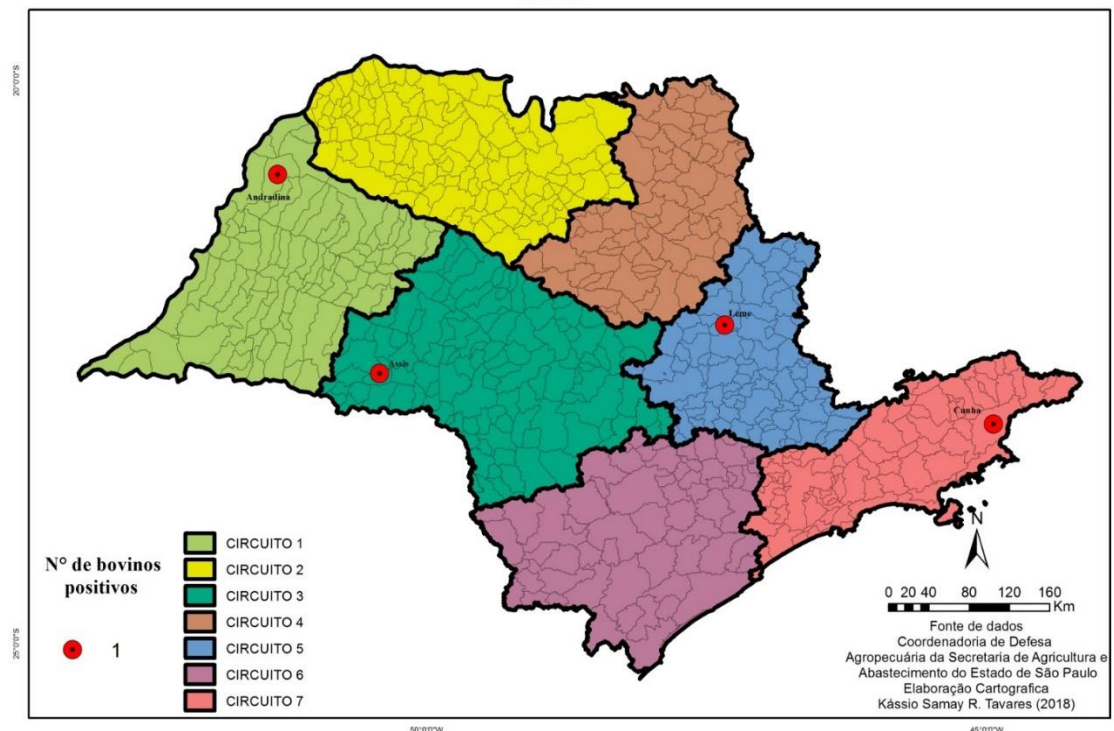 20°0'0"S
Andradina
Leme
Assis
Cunha
N
N° de bovinos
positivos
1
CIRCUITO 1
CIRCUITO 2
CIRCUITO 3
CIRCUITO 4
CIRCUITO 5
CIRCUITO 6
CIRCUITO 7
0 20 40 80 120 160
Km
Fonte de dados
Coordenadoria de Defesa
Agropecuária da Secretaria de Agricultura e
Abastecimento do Estado de São Paulo
Elaboração Cartografica
Kássio Samay R. Tavares (2018)
25°0'0"S
50°0'0"W
45°0'0"W